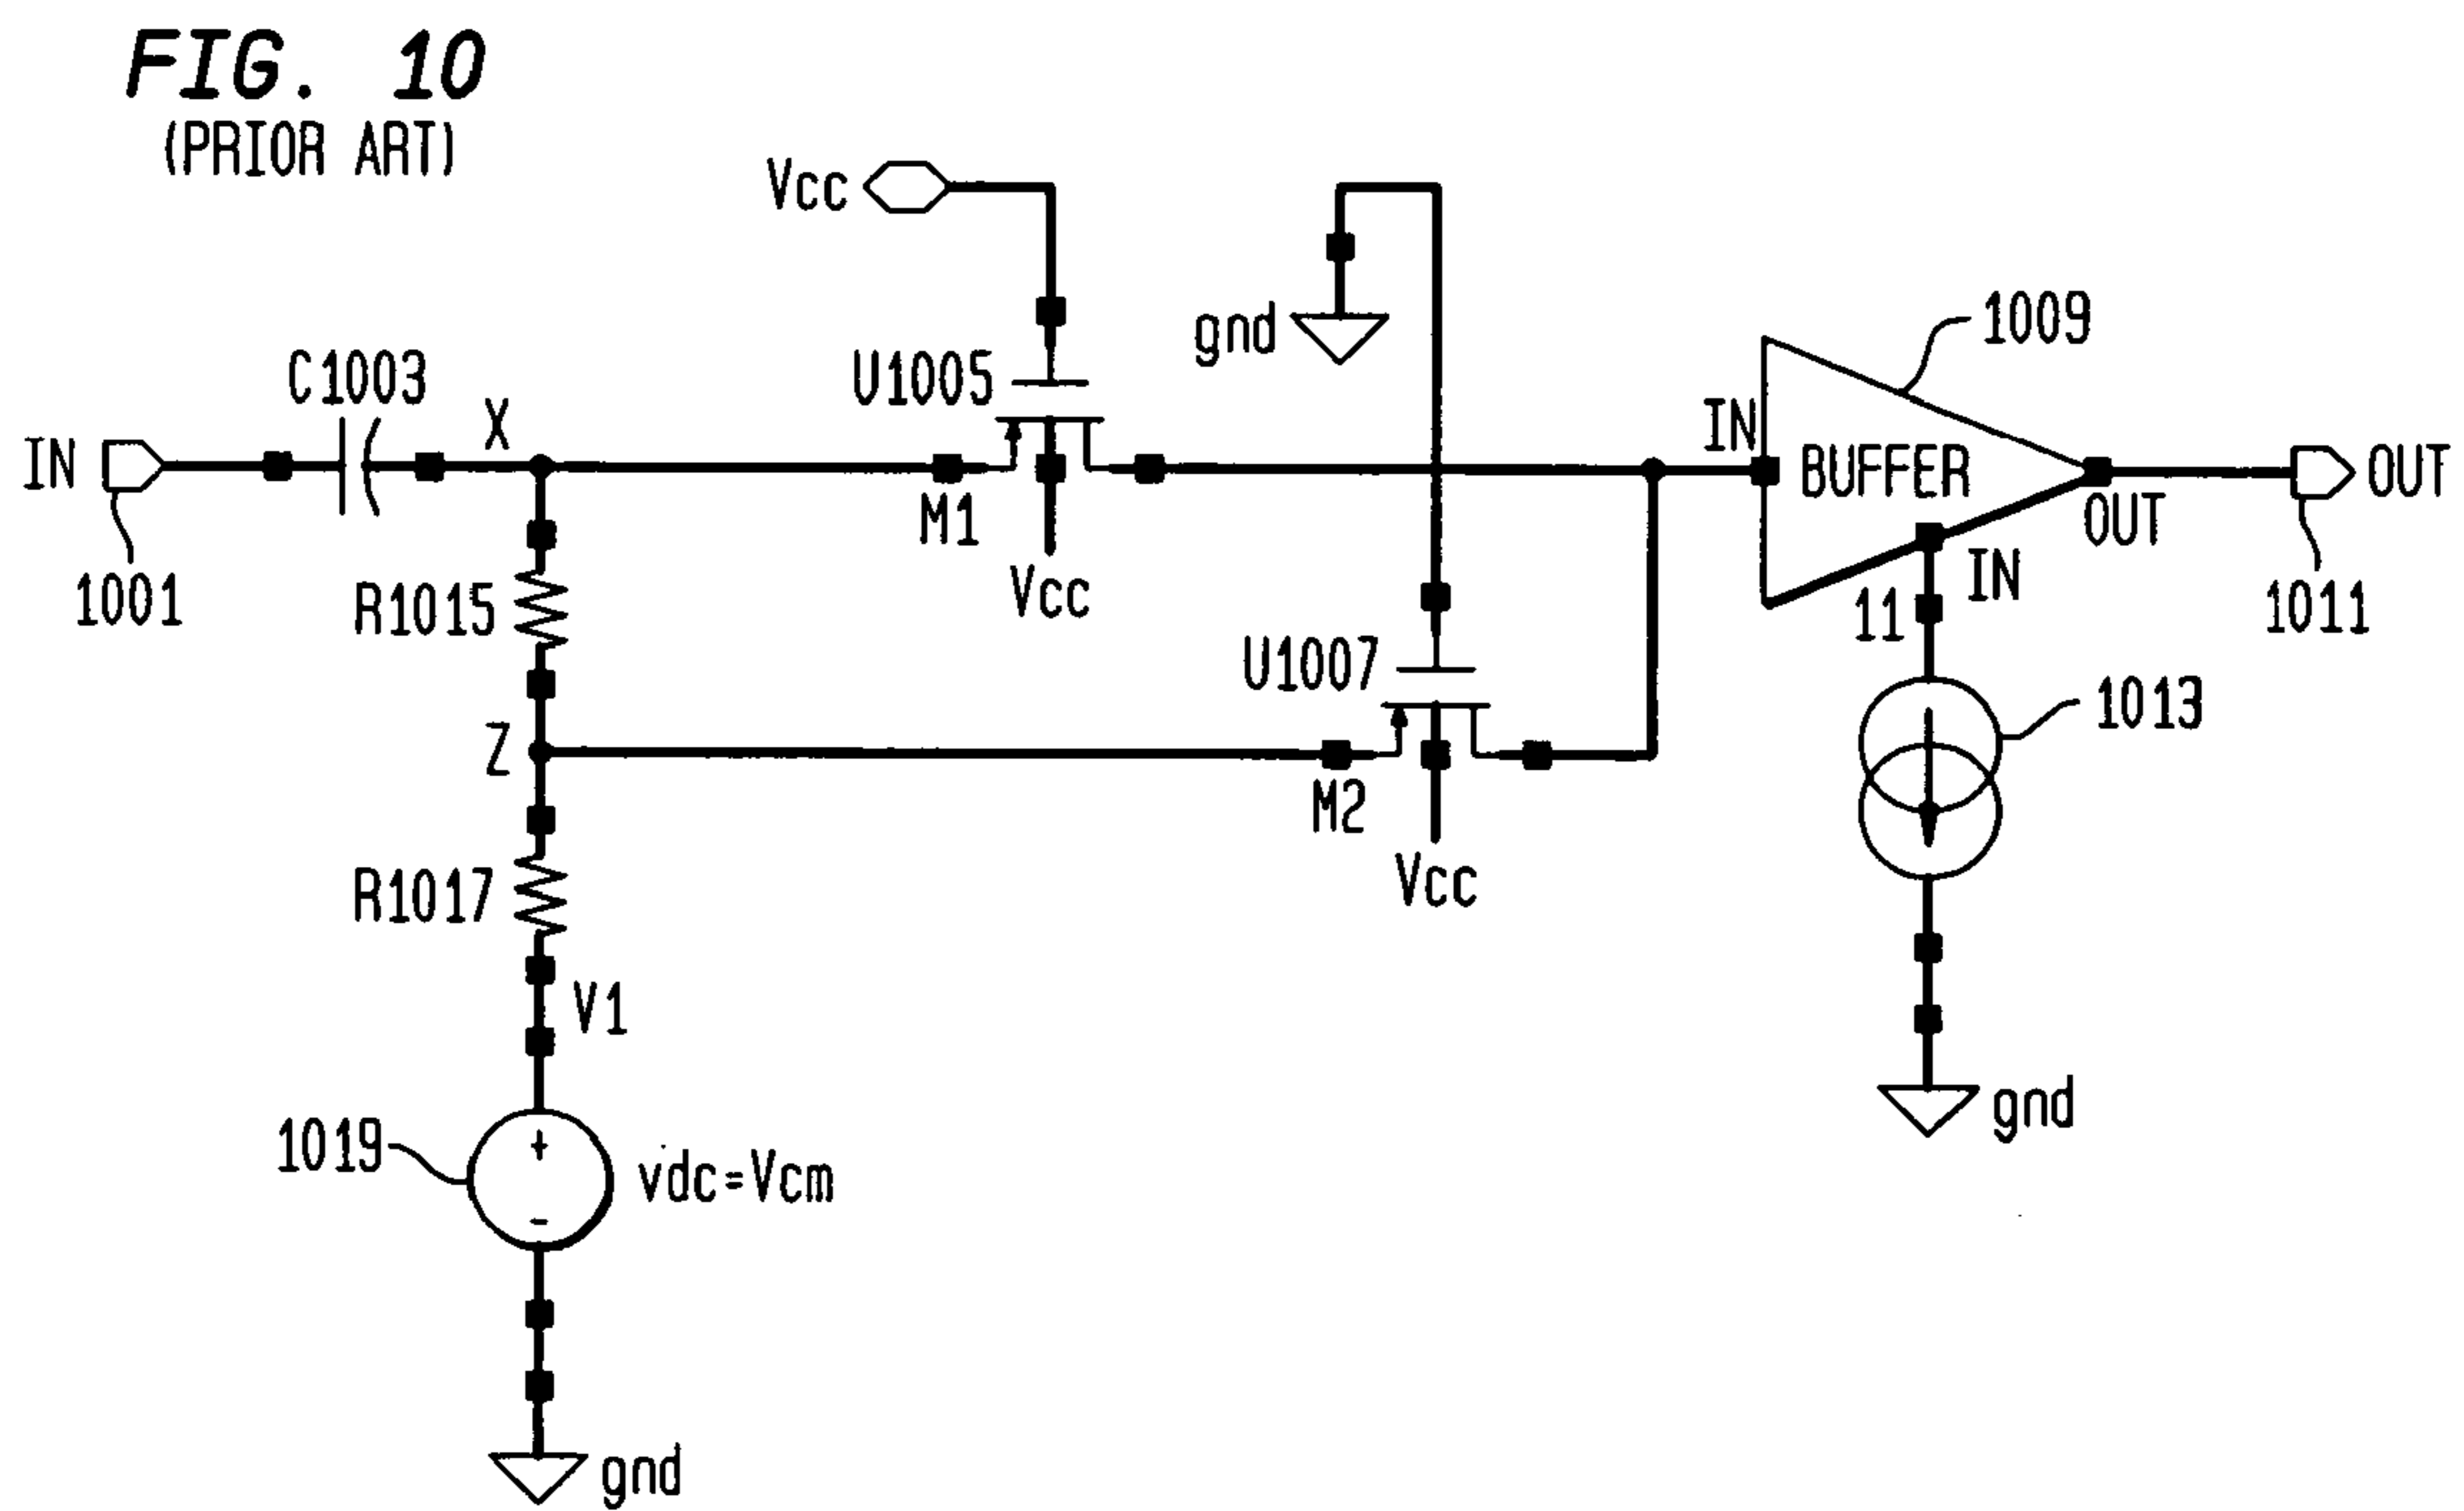 FIG. 10
(PRIOR ART)
Vcc
gnd
1009
C1003
U1005
X
IN
IN
BUFFER
OUT
OUT
M1
Vcc
IN
11
1001
R1015
1011
U1007
1013
Z
M2
Vcc
R1017
V1
gnd
1019
vdc=Vcm
gnd